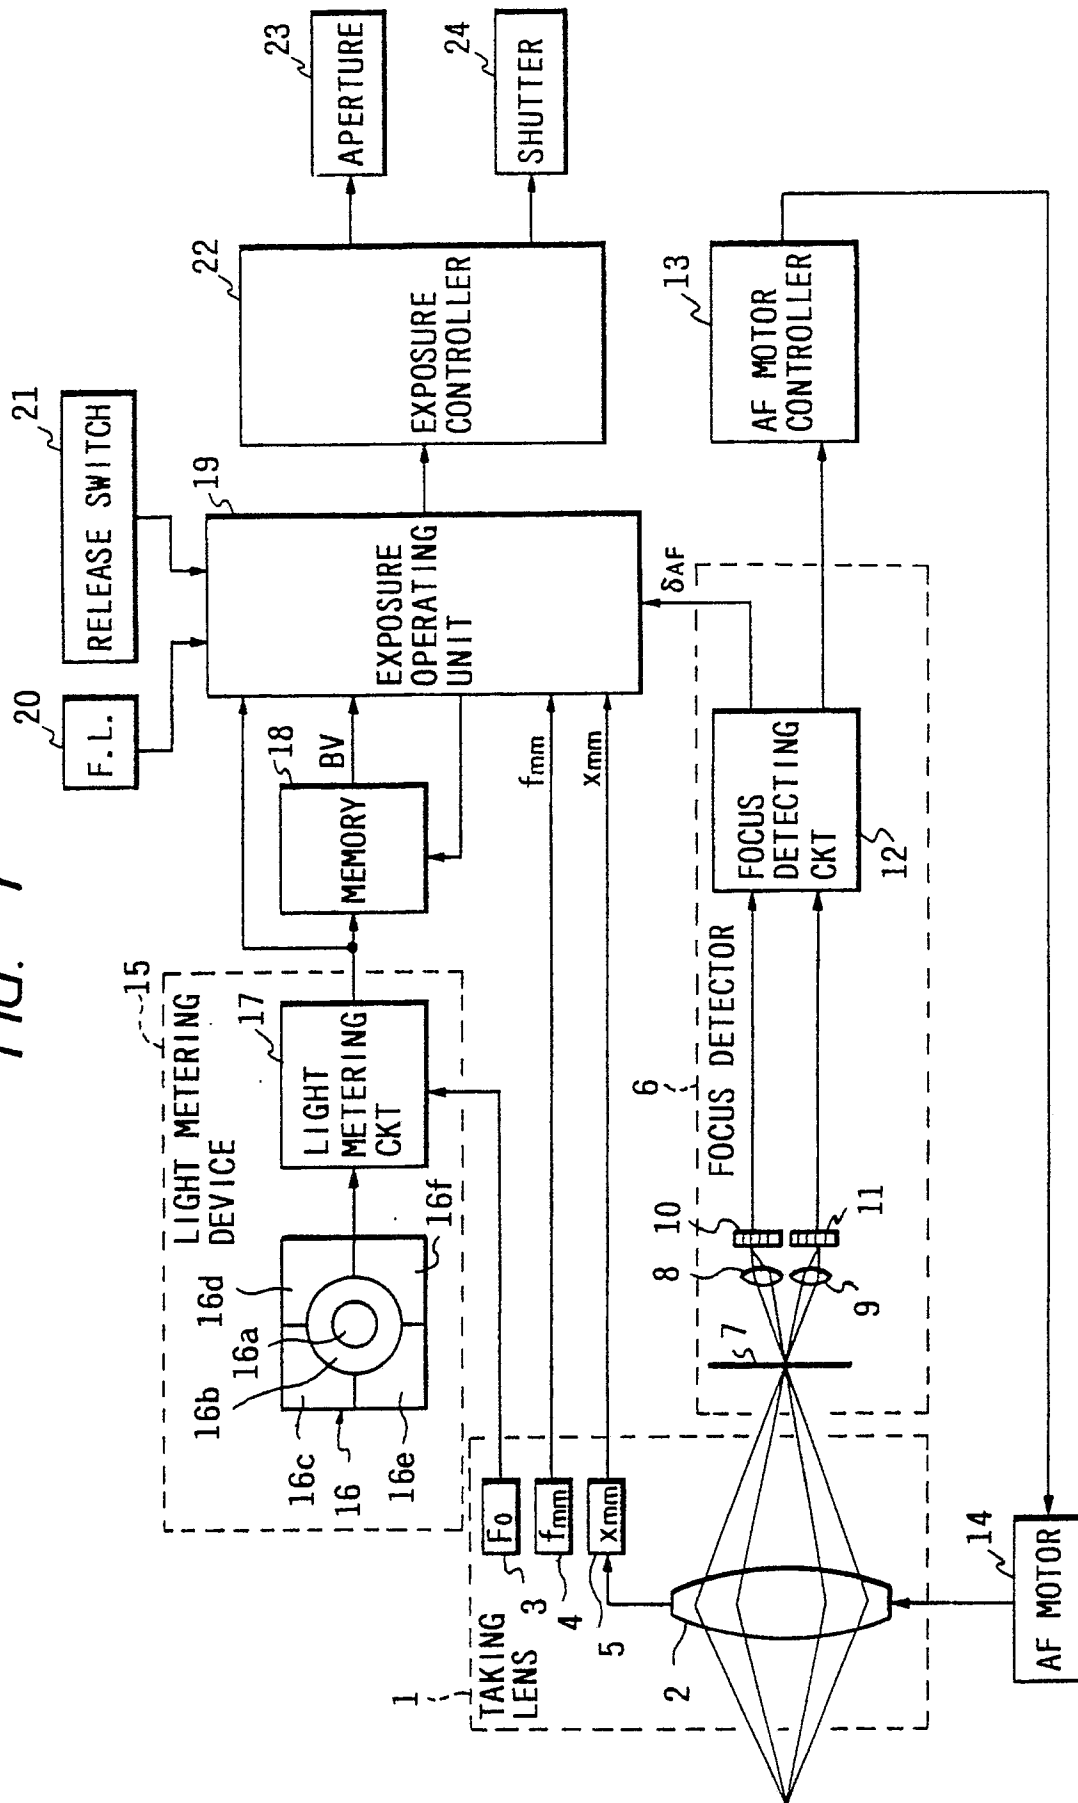 FIG. 1
15
LIGHT METERING
DEVICE
16d
16a
16b
16c
16
16e
16f
17
LIGHT
METERING
CKT
18
MEMORY
BV
20
F.L.
21
RELEASE SWITCH
19
EXPOSURE
OPERATING
UNIT
22
EXPOSURE
CONTROLLER
23
APERTURE
24
SHUTTER
1
TAKING
LENS
F0
3
fmm
4
xmm
5
2
fmm
xmm
6
FOCUS DETECTOR
7
8
9
10
11
FOCUS
DETECTING
CKT
12
δAF
13
AF MOTOR
CONTROLLER
14
AF MOTOR